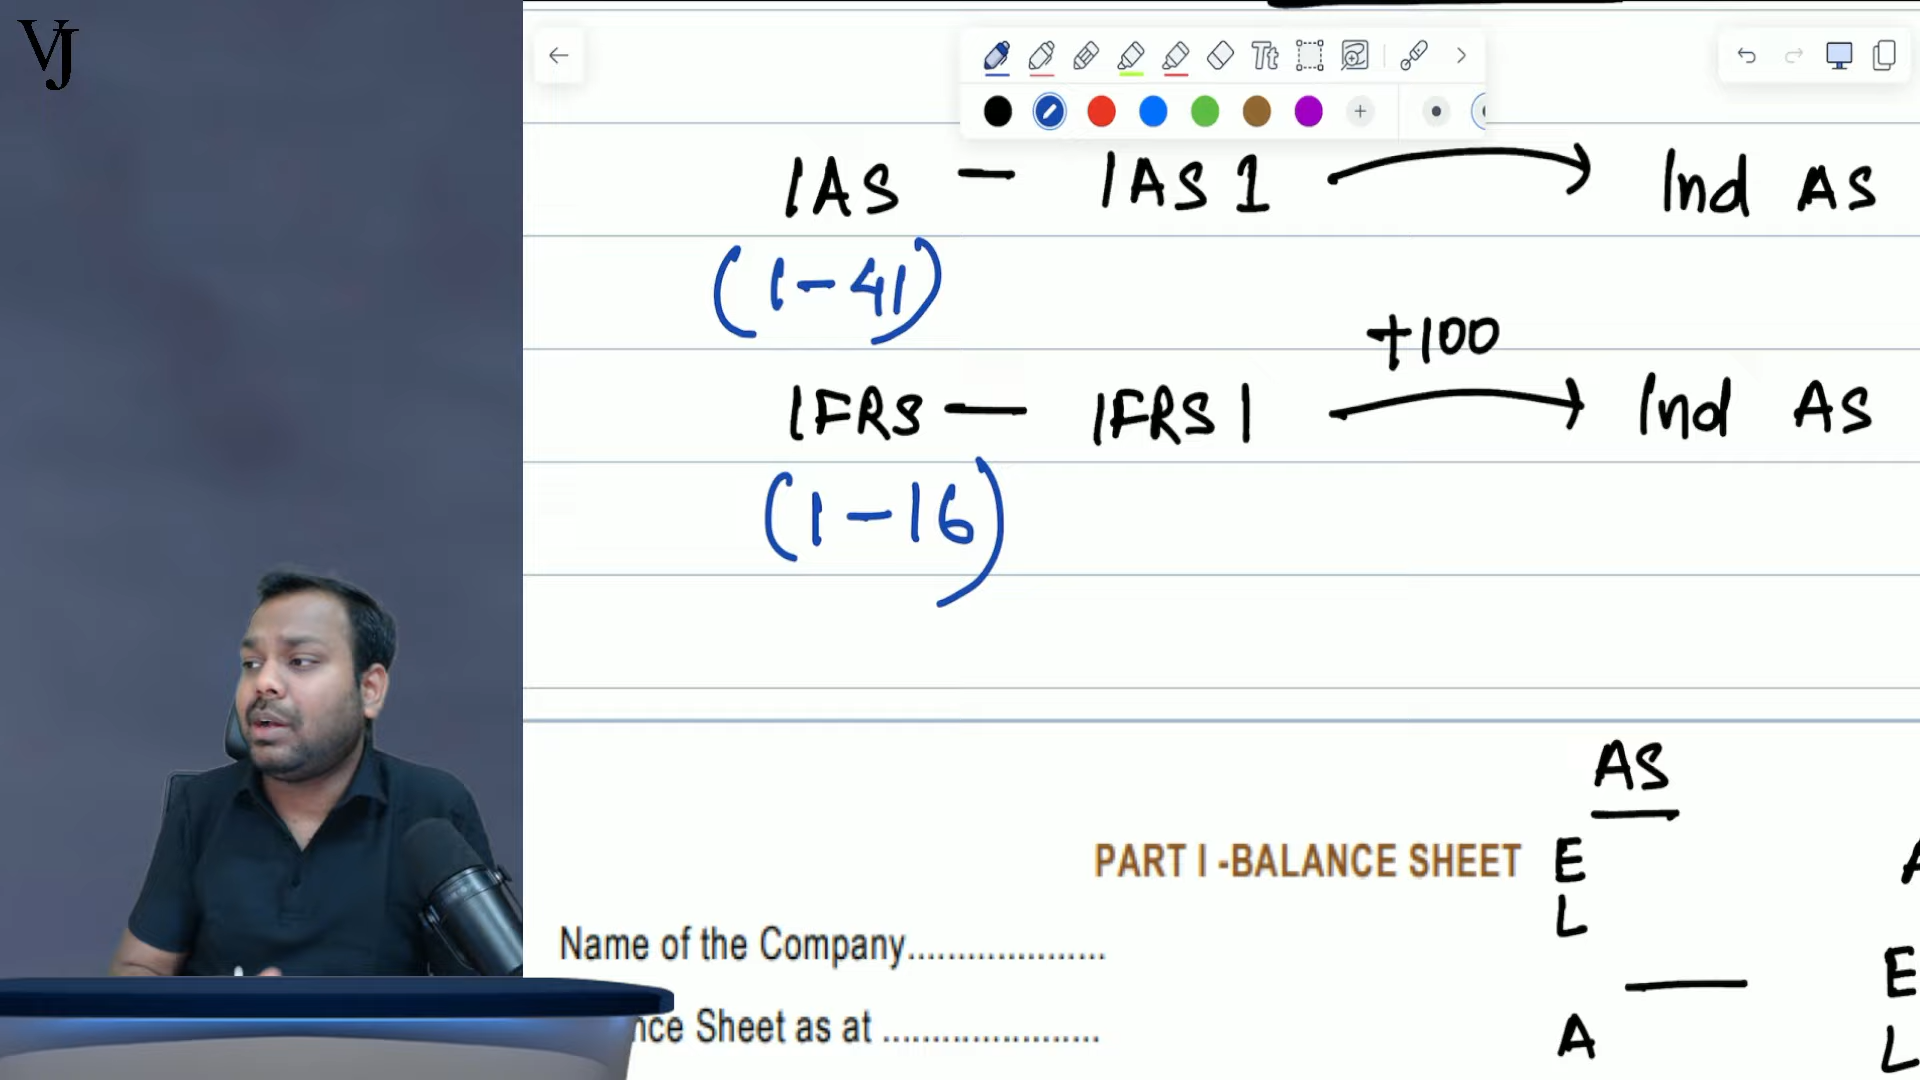 VJ
Tt
IAS — IAS 1 → Ind AS
(1-41)
+100
IFRS — IFRS 1 → Ind AS
(1-16)
AS
PART I -BALANCE SHEET E
L
Name of the Company....................
E
nce Sheet as at ......................
A L